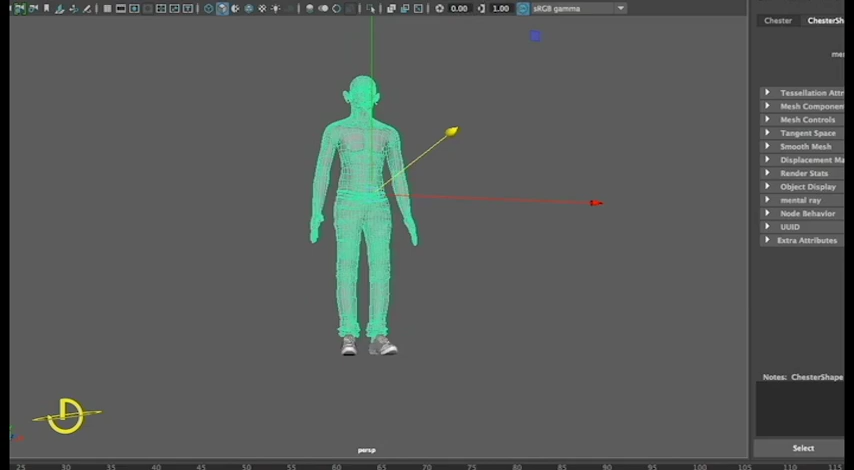 0.00 1.00 sRGB gamma
Chester ChesterSh
Tessellation Attr
Mesh Componen
Mesh Controls
Tangent Space
Smooth Mesh
Displacement Ma
Render Stats
Object Display
mental ray
Node Behavior
UUID
Extra Attributes
Notes: ChesterShape
Select
persp
25 30 35 40 45 50 55 60 65 70 75 80 85 90 95 100 105 110 115